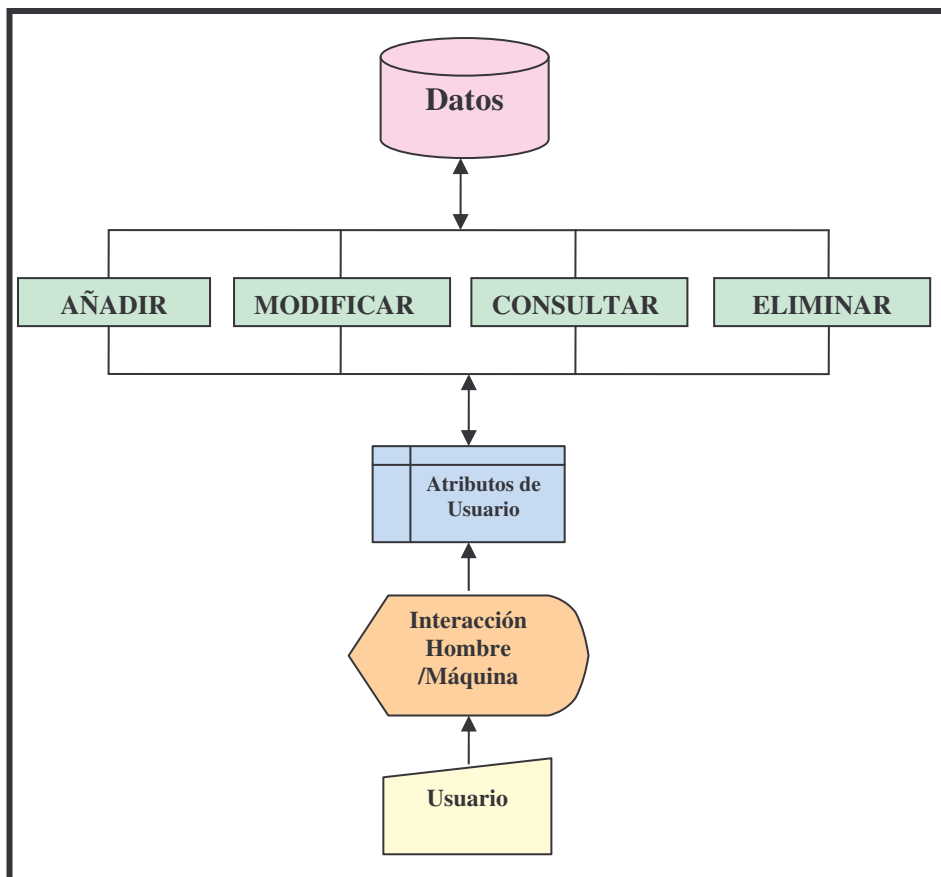 Datos
AÑADIR
MODIFICAR
CONSULTAR
ELIMINAR
Atributos de
Usuario
Interacción
Hombre
/Máquina
Usuario